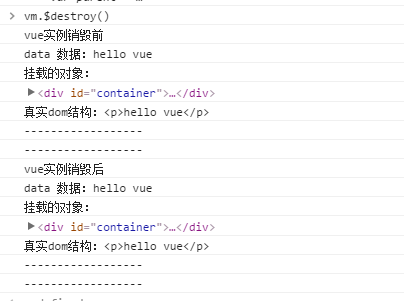 vm.$destroy()
vue实例销毁前
data 数据: hello vue
挂载的对象:
<div id="container">…</div>
真实dom结构: <p>hello vue</p>
------------------
------------------
vue实例销毁后
data 数据: hello vue
挂载的对象:
<div id="container">…</div>
真实dom结构: <p>hello vue</p>
------------------
------------------